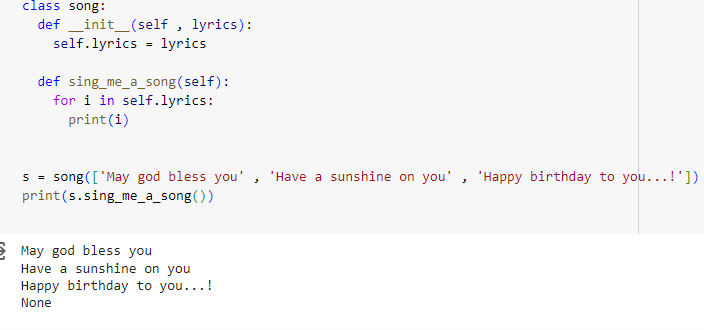 class song:
  def __init__(self , lyrics):
    self.lyrics = lyrics
  def sing_me_a_song(self):
    for i in self.lyrics:
      print(i)
s = song(['May god bless you' , 'Have a sunshine on you' , 'Happy birthday to you...!'])
print(s.sing_me_a_song())
May god bless you
Have a sunshine on you
Happy birthday to you...!
None